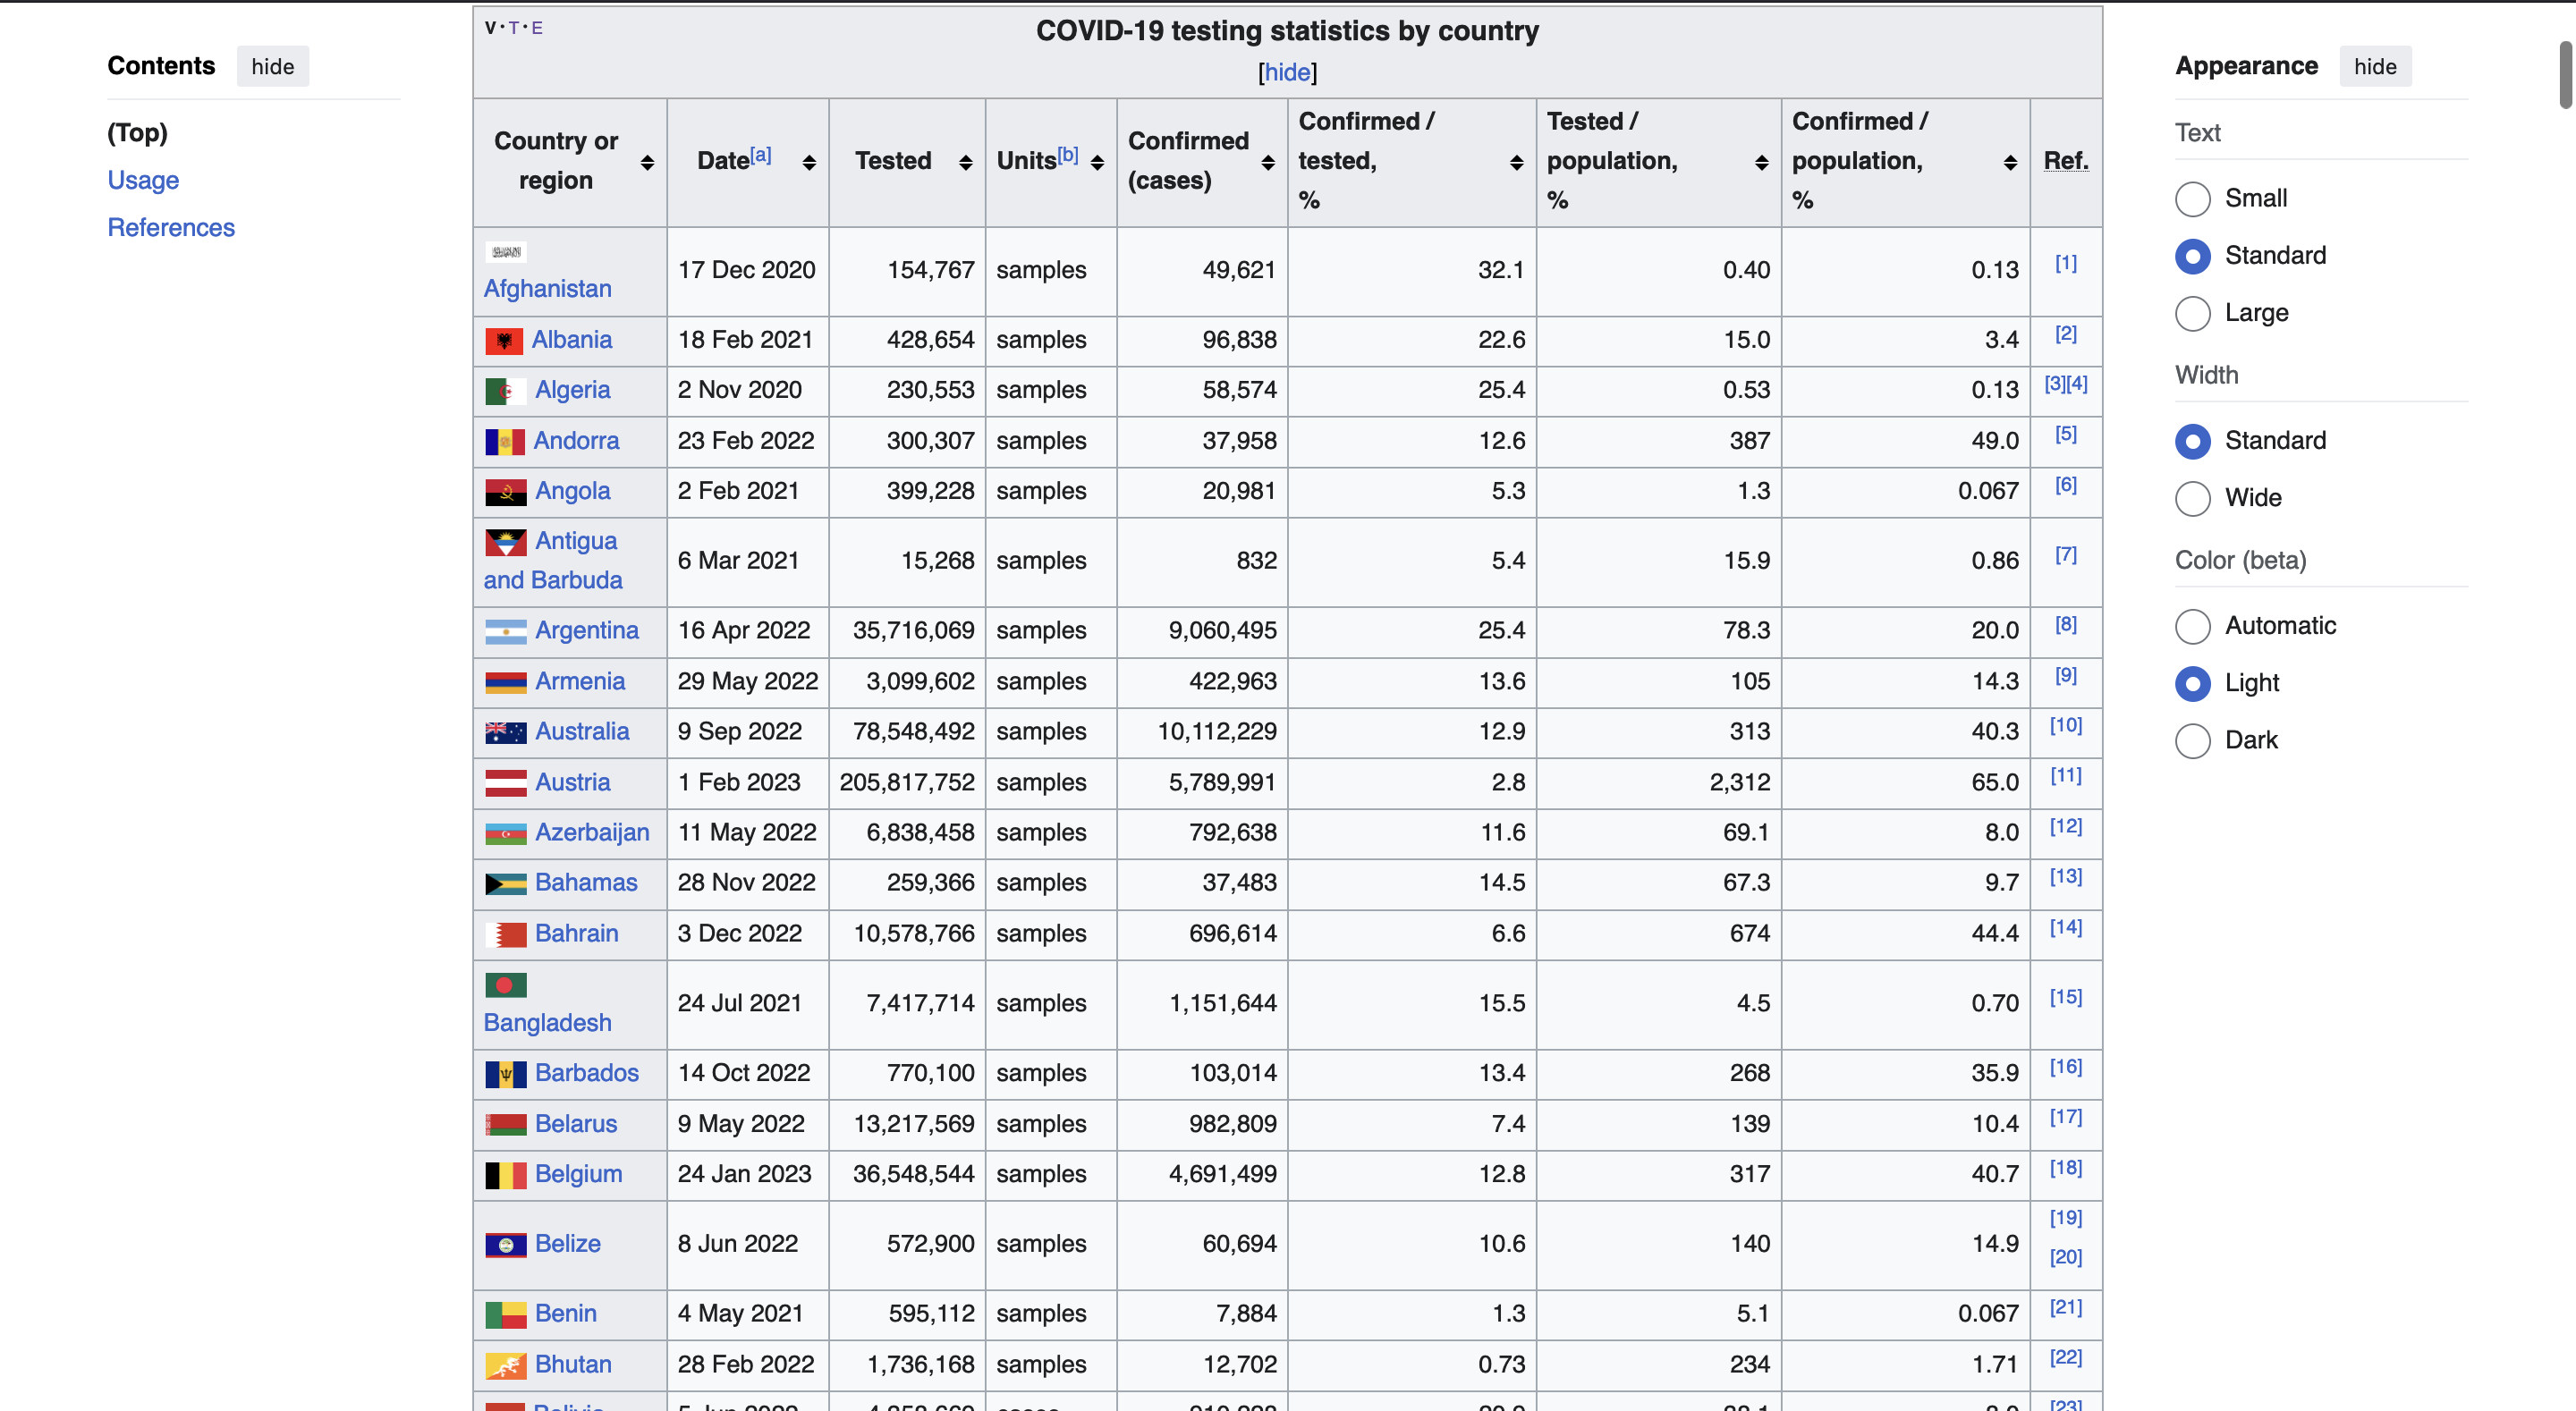 V·T·E
COVID-19 testing statistics by country
[hide]
Contents hide
(Top)
Usage
References
Country or region Date[a] Tested Units[b] Confirmed (cases) Confirmed / tested, % Tested / population, % Confirmed / population, % Ref.
Afghanistan 17 Dec 2020 154,767 samples 49,621 32.1 0.40 0.13 [1]
Albania 18 Feb 2021 428,654 samples 96,838 22.6 15.0 3.4 [2]
Algeria 2 Nov 2020 230,553 samples 58,574 25.4 0.53 0.13 [3][4]
Andorra 23 Feb 2022 300,307 samples 37,958 12.6 387 49.0 [5]
Angola 2 Feb 2021 399,228 samples 20,981 5.3 1.3 0.067 [6]
Antigua and Barbuda 6 Mar 2021 15,268 samples 832 5.4 15.9 0.86 [7]
Argentina 16 Apr 2022 35,716,069 samples 9,060,495 25.4 78.3 20.0 [8]
Armenia 29 May 2022 3,099,602 samples 422,963 13.6 105 14.3 [9]
Australia 9 Sep 2022 78,548,492 samples 10,112,229 12.9 313 40.3 [10]
Austria 1 Feb 2023 205,817,752 samples 5,789,991 2.8 2,312 65.0 [11]
Azerbaijan 11 May 2022 6,838,458 samples 792,638 11.6 69.1 8.0 [12]
Bahamas 28 Nov 2022 259,366 samples 37,483 14.5 67.3 9.7 [13]
Bahrain 3 Dec 2022 10,578,766 samples 696,614 6.6 674 44.4 [14]
Bangladesh 24 Jul 2021 7,417,714 samples 1,151,644 15.5 4.5 0.70 [15]
Barbados 14 Oct 2022 770,100 samples 103,014 13.4 268 35.9 [16]
Belarus 9 May 2022 13,217,569 samples 982,809 7.4 139 10.4 [17]
Belgium 24 Jan 2023 36,548,544 samples 4,691,499 12.8 317 40.7 [18]
Belize 8 Jun 2022 572,900 samples 60,694 10.6 140 14.9 [19] [20]
Benin 4 May 2021 595,112 samples 7,884 1.3 5.1 0.067 [21]
Bhutan 28 Feb 2022 1,736,168 samples 12,702 0.73 234 1.71 [22]
Appearance hide
Text
Small
Standard
Large
Width
Standard
Wide
Color (beta)
Automatic
Light
Dark